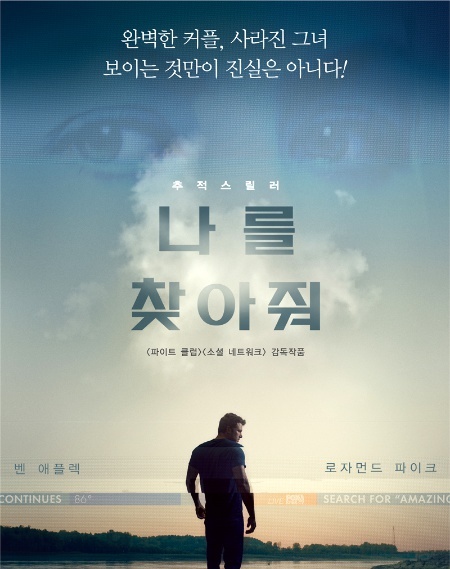 완벽한 커플, 사라진 그녀
보이는 것만이 진실은 아니다!
추적스릴러
나를
찾아줘
<파이트 클럽><소셜 네트워크> 감독작품
벤 애플렉
로자먼드 파이크
CONTINUES 86°
LIVE SEARCH FOR "AMAZING